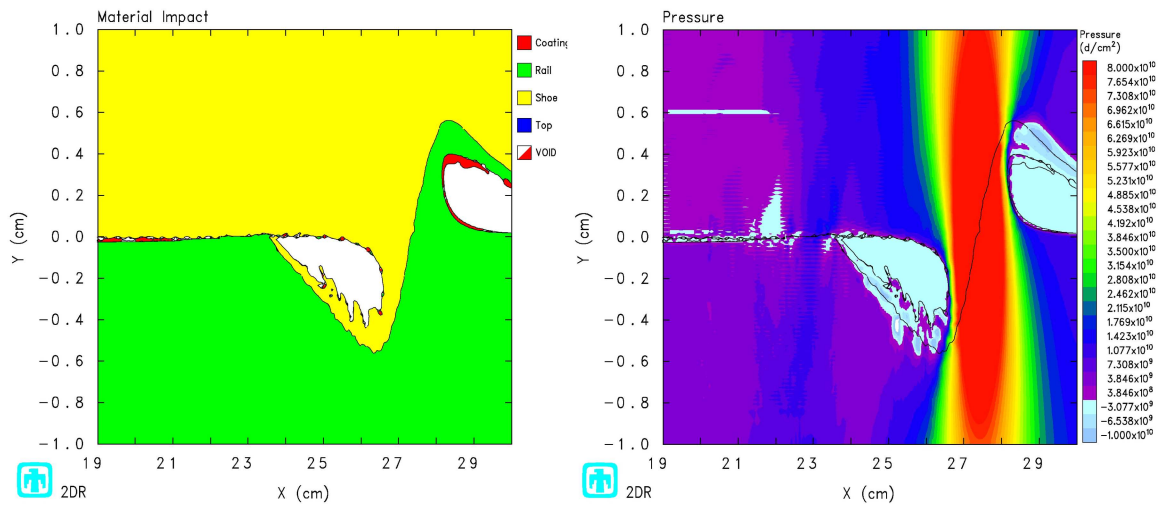 Material Impact
1.0
0.8
0.6
0.4
0.2
0.0
-0.2
-0.4
-0.6
-0.8
-1.0
Y (cm)
19 21 23 25 27 29
X (cm)
2DR
Coating
Rail
Shoe
Top
VOID
Pressure
1.0
0.8
0.6
0.4
0.2
0.0
-0.2
-0.4
-0.6
-0.8
-1.0
Y (cm)
19 21 23 25 27 29
X (cm)
2DR
Pressure
(d/cm²)
8.000x10¹⁰
7.654x10¹⁰
7.308x10¹⁰
6.962x10¹⁰
6.615x10¹⁰
6.269x10¹⁰
5.923x10¹⁰
5.577x10¹⁰
5.231x10¹⁰
4.885x10¹⁰
4.538x10¹⁰
4.192x10¹⁰
3.846x10¹⁰
3.500x10¹⁰
3.154x10¹⁰
2.808x10¹⁰
2.462x10¹⁰
2.115x10¹⁰
1.769x10¹⁰
1.423x10¹⁰
1.077x10¹⁰
7.308x10⁹
3.846x10⁹
3.846x10⁸
-3.077x10⁹
-6.538x10⁹
-1.000x10¹⁰